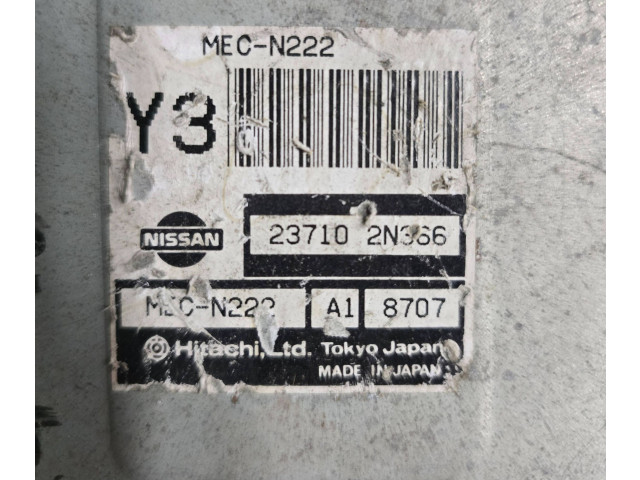 MEC-N222
Y3
NISSAN
23710 2N366
MEC-N222
A1
8707
Hitachi, Ltd. Tokyo Japan
MADE IN JAPAN